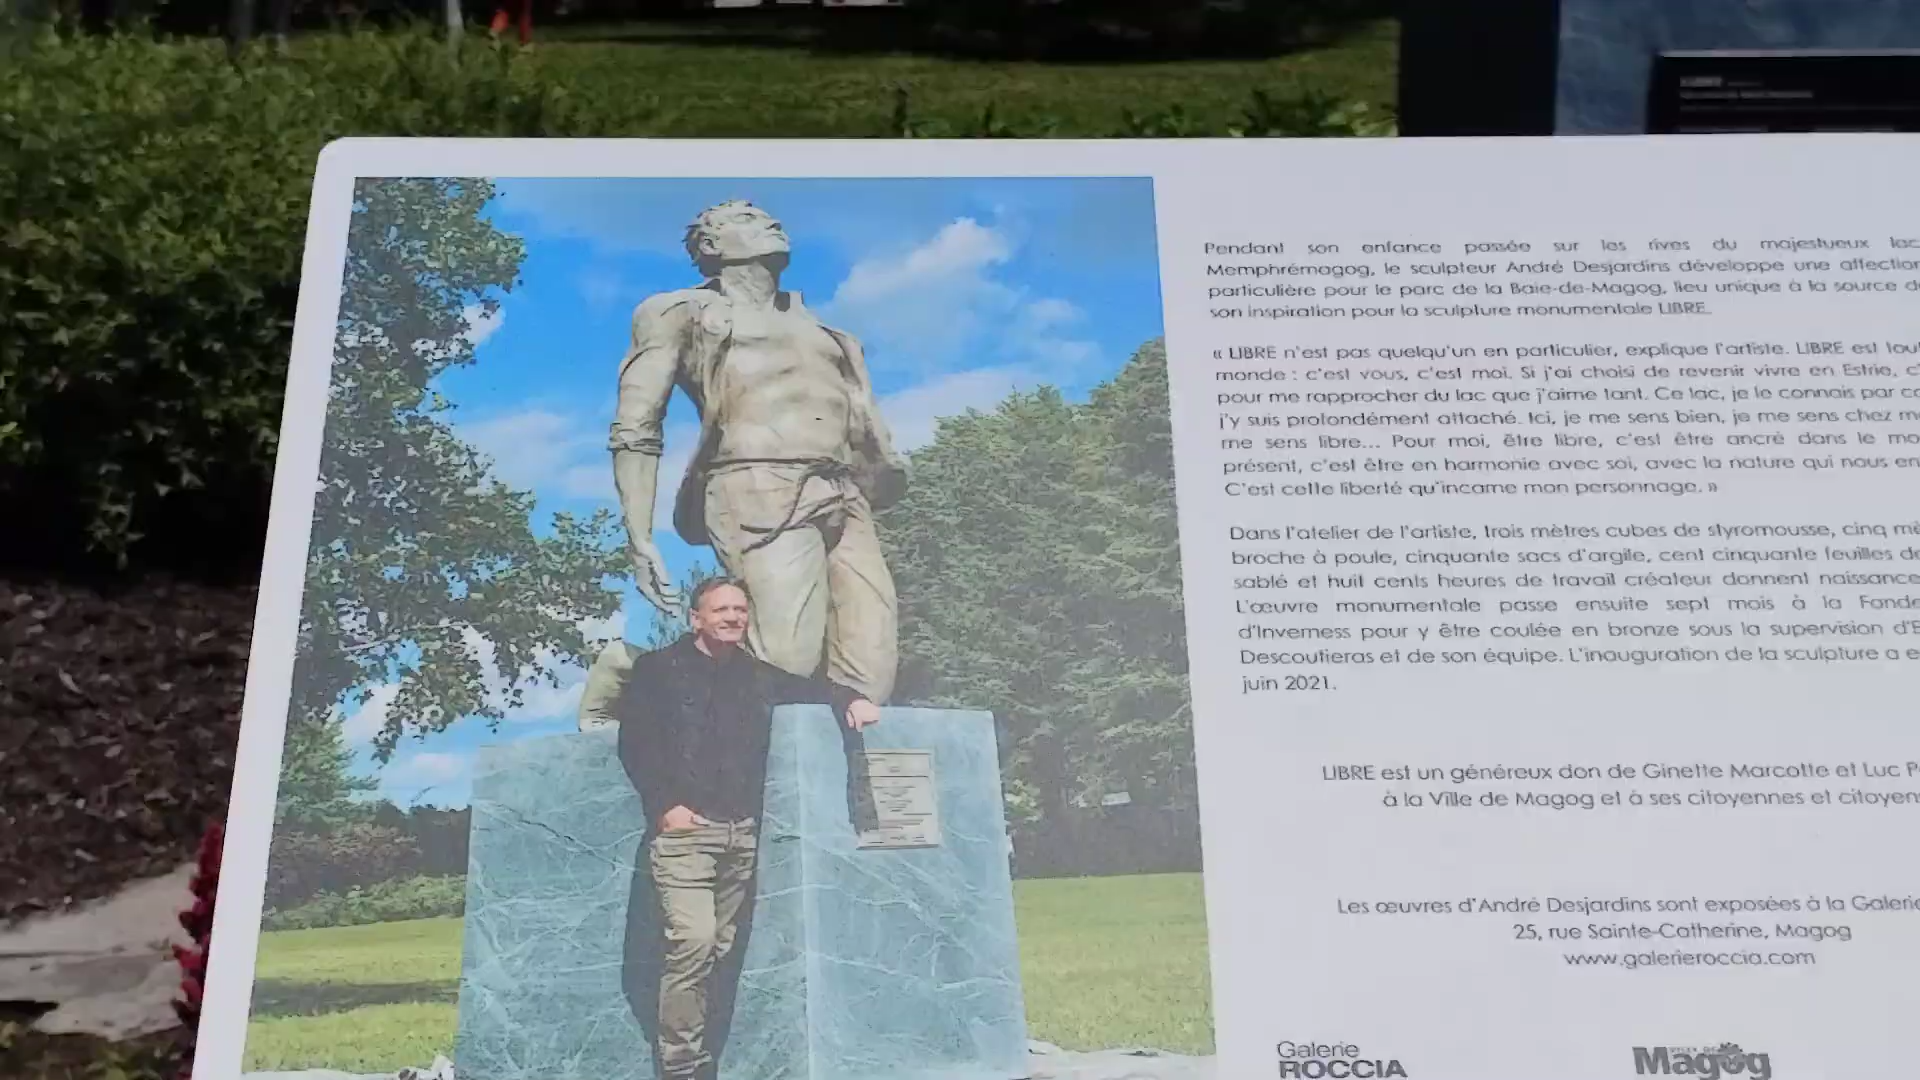 LIBRE
Pendant son enfance passée sur les rives du majestueux lac
Memphrémagog, le sculpteur André Desjardins développe une affection
particulière pour le parc de la Baie-de-Magog, lieu unique à la source d
son inspiration pour la sculpture monumentale LIBRE.
« LIBRE n'est pas quelqu'un en particulier, explique l'artiste. LIBRE est tout
monde : c'est vous, c'est moi. Si j'ai choisi de revenir vivre en Estrie, c'
pour me rapprocher du lac que j'aime tant. Ce lac, je le connais par co
j'y suis profondément attaché. Ici, je me sens bien, je me sens chez m
me sens libre... Pour moi, être libre, c'est être ancré dans le mo
présent, c'est être en harmonie avec soi, avec la nature qui nous en
C'est cette liberté qu'incarne mon personnage. »
Dans l'atelier de l'artiste, trois mètres cubes de styromousse, cinq mè
broche à poule, cinquante sacs d'argile, cent cinquante feuilles de
sablé et huit cents heures de travail créateur donnent naissance
L'œuvre monumentale passe ensuite sept mois à la Fonde
d'Inverness pour y être coulée en bronze sous la supervision d'E
Descoutieras et de son équipe. L'inauguration de la sculpture a e
juin 2021.
LIBRE est un généreux don de Ginette Marcotte et Luc P
à la Ville de Magog et à ses citoyennes et citoyen
Les œuvres d'André Desjardins sont exposées à la Galerie
25, rue Sainte-Catherine, Magog
www.galerieroccia.com
Galerie
ROCCIA
Magog